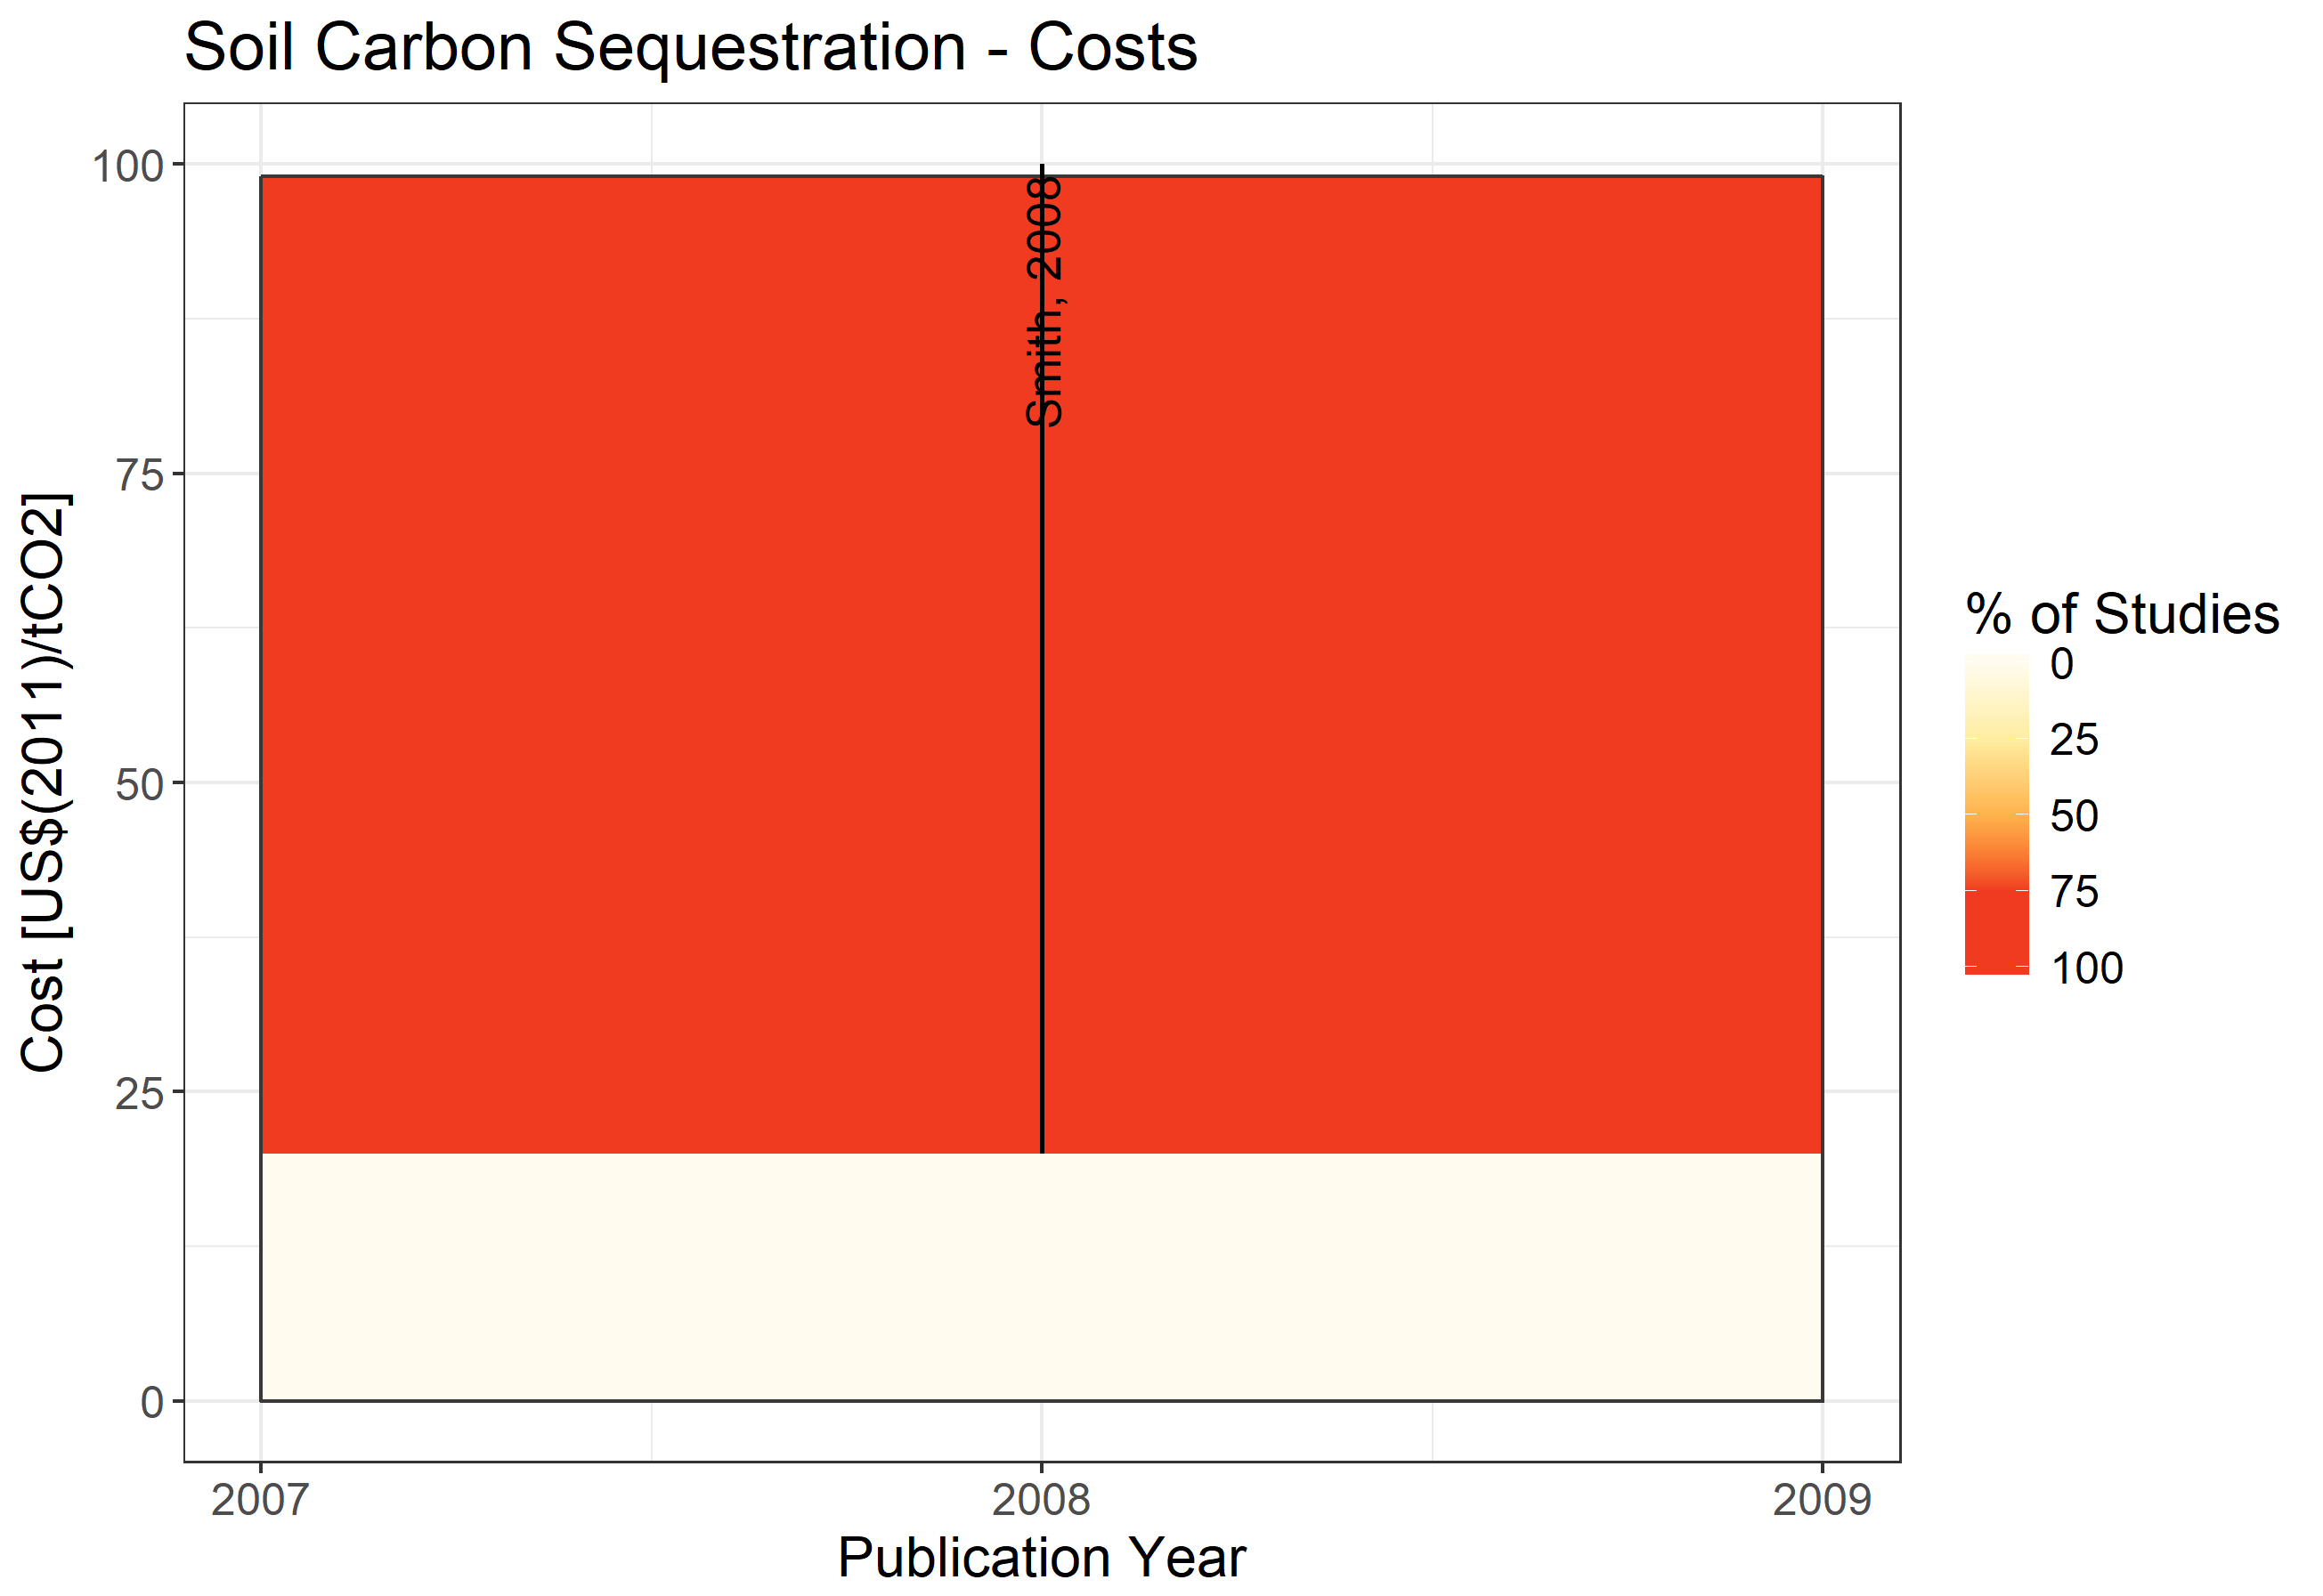 Soil Carbon Sequestration - Costs
Cost [US$(2011)/tCO2]
100
75
50
25
0
Smith, 2008
2007
2008
2009
Publication Year
% of Studies
0
25
50
75
100